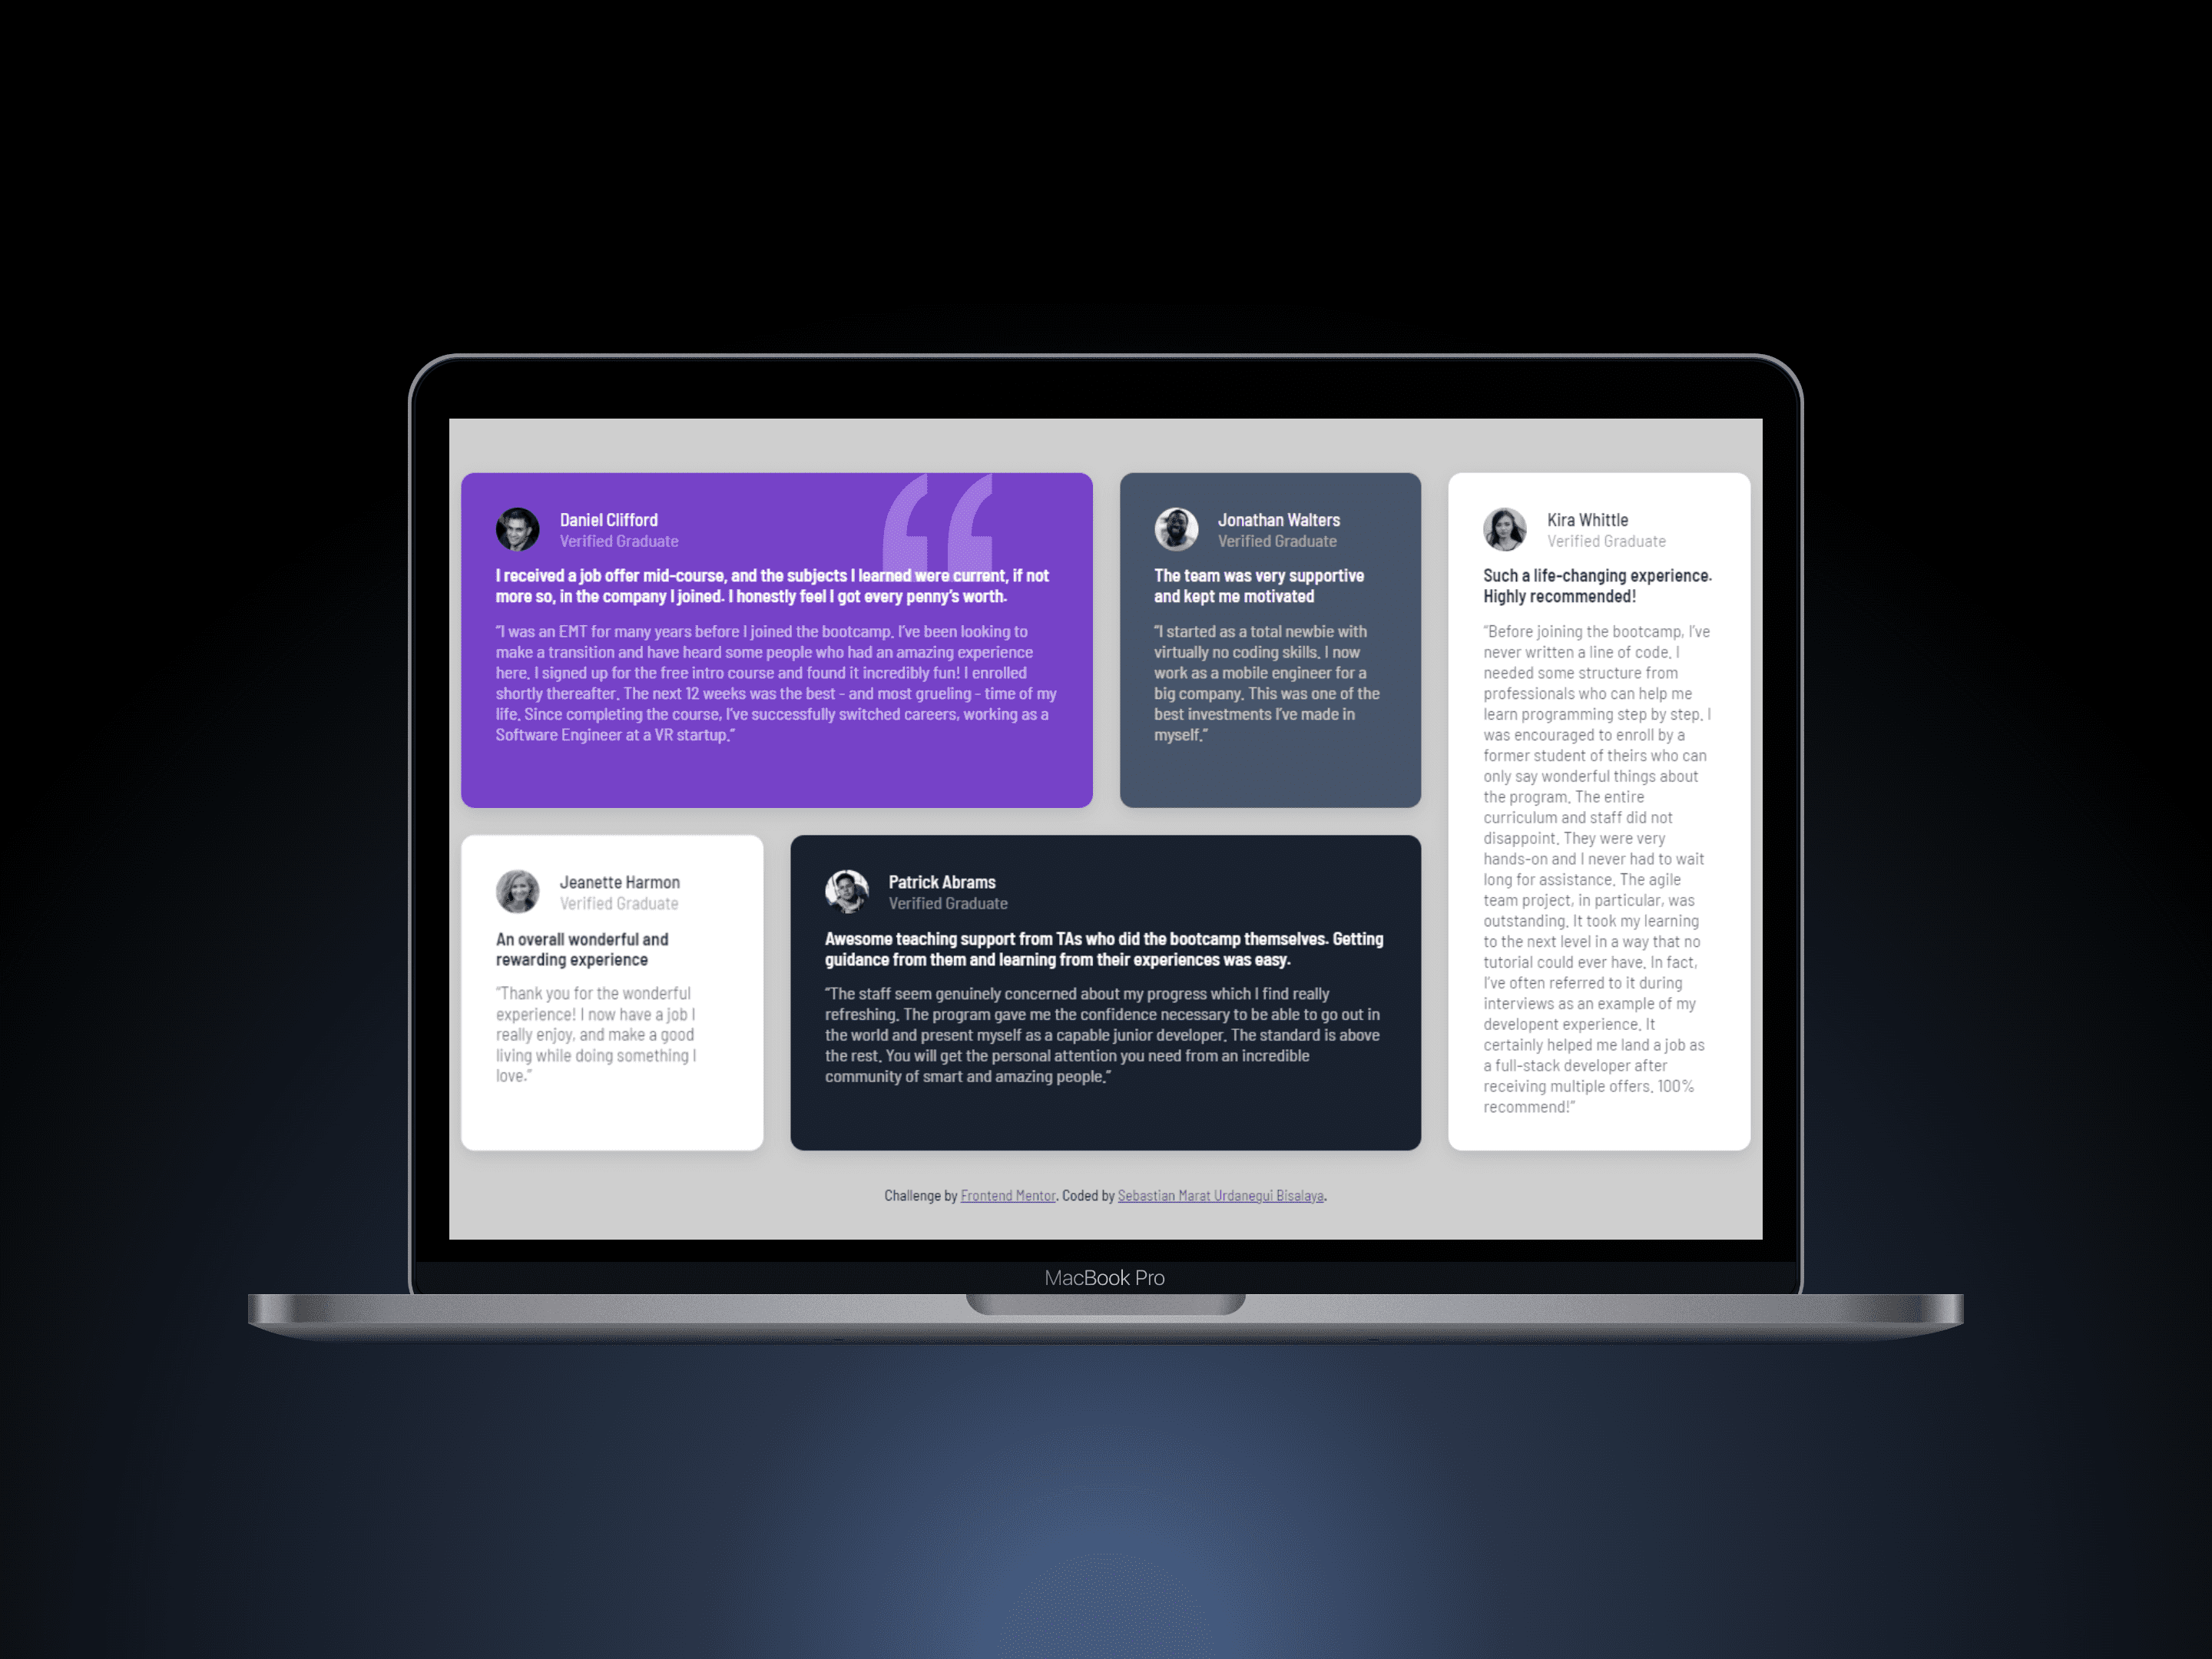 Daniel Clifford
Verified Graduate
I received a job offer mid-course, and the subjects I learned were current, if not
more so, in the company I joined. I honestly feel I got every penny’s worth.
“I was an EMT for many years before I joined the bootcamp. I’ve been looking to
make a transition and have heard some people who had an amazing experience
here. I signed up for the free intro course and found it incredibly fun! I enrolled
shortly thereafter. The next 12 weeks was the best - and most grueling - time of my
life. Since completing the course, I’ve successfully switched careers, working as a
Software Engineer at a VR startup.”
Jonathan Walters
Verified Graduate
The team was very supportive
and kept me motivated
“I started as a total newbie with
virtually no coding skills. I now
work as a mobile engineer for a
big company. This was one of the
best investments I’ve made in
myself.”
Kira Whittle
Verified Graduate
Such a life-changing experience.
Highly recommended!
“Before joining the bootcamp, I’ve
never written a line of code. I
needed some structure from
professionals who can help me
learn programming step by step. I
was encouraged to enroll by a
former student of theirs who can
only say wonderful things about
the program. The entire
curriculum and staff did not
disappoint. They were very
hands-on and I never had to wait
long for assistance. The agile
team project, in particular, was
outstanding. It took my learning
to the next level in a way that no
tutorial could ever have. In fact,
I’ve often referred to it during
interviews as an example of my
developent experience. It
certainly helped me land a job as
a full-stack developer after
receiving multiple offers. 100%
recommend!”
Jeanette Harmon
Verified Graduate
An overall wonderful and
rewarding experience
“Thank you for the wonderful
experience! I now have a job I
really enjoy, and make a good
living while doing something I
love.”
Patrick Abrams
Verified Graduate
Awesome teaching support from TAs who did the bootcamp themselves. Getting
guidance from them and learning from their experiences was easy.
“The staff seem genuinely concerned about my progress which I find really
refreshing. The program gave me the confidence necessary to be able to go out in
the world and present myself as a capable junior developer. The standard is above
the rest. You will get the personal attention you need from an incredible
community of smart and amazing people.”
Challenge by Frontend Mentor. Coded by Sebastian Marat Urdanequi Bisalaya.
MacBook Pro